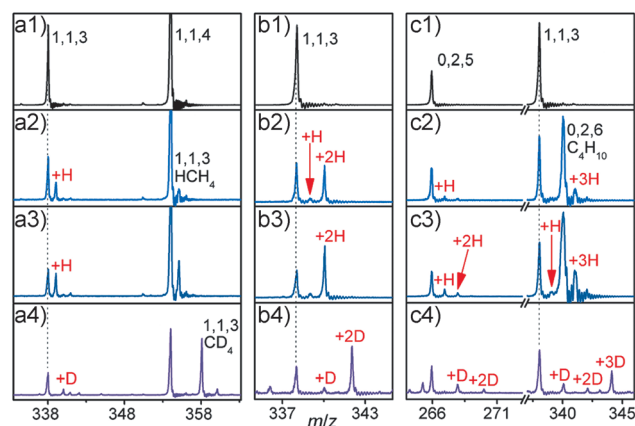 a1)
1,1,3
1,1,4
b1)
1,1,3
c1)
0,2,5
1,1,3
a2)
+H
1,1,3
HCH₄
b2)
+H
+2H
c2)
+H
0,2,6
C₄H₁₀
+3H
a3)
+H
b3)
+2H
c3)
+H
+2H
+H
+3H
a4)
+D
1,1,3
CD₄
b4)
+2D
+D
c4)
+D
+2D
+D
+2D
+3D
338 348 358
337 343
266 271 340 345
m/z